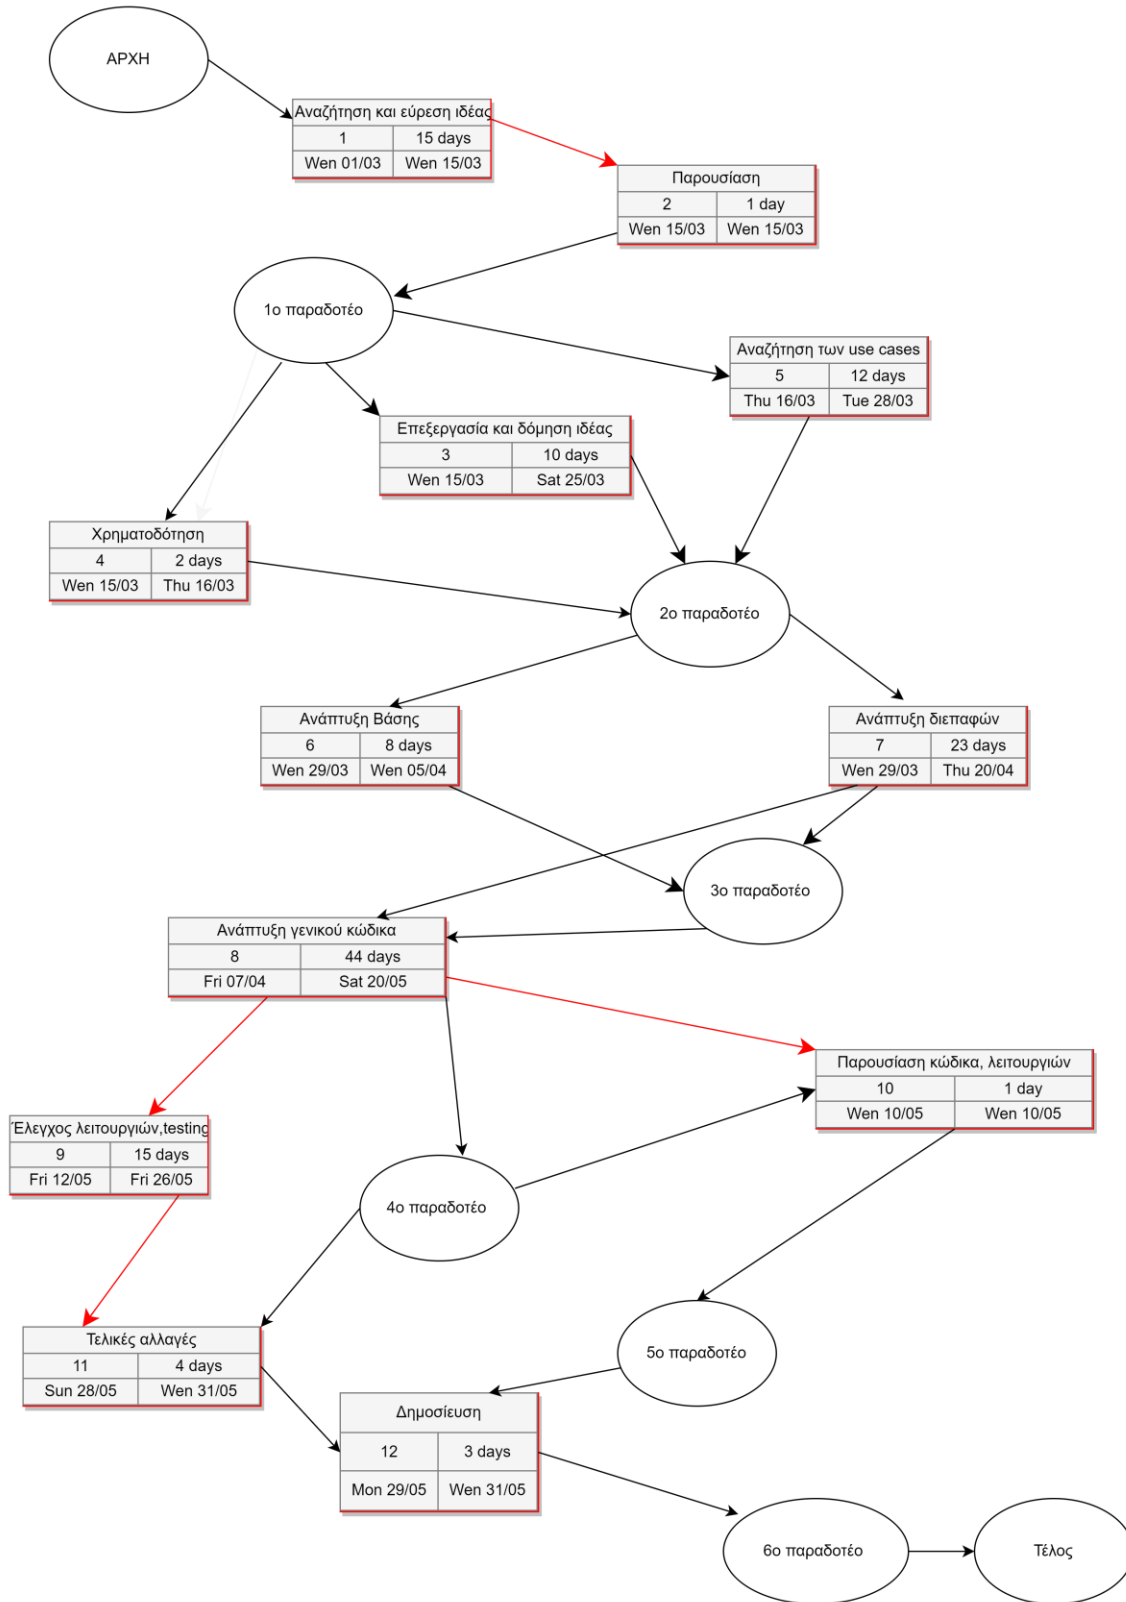 ΑΡΧΗ
Αναζήτηση και εύρεση ιδέας
1 15 days
Wen 01/03 Wen 15/03
Παρουσίαση
2 1 day
Wen 15/03 Wen 15/03
1ο παραδοτέο
Αναζήτηση των use cases
5 12 days
Thu 16/03 Tue 28/03
Επεξεργασία και δόμηση ιδέας
3 10 days
Wen 15/03 Sat 25/03
Χρηματοδότηση
4 2 days
Wen 15/03 Thu 16/03
2ο παραδοτέο
Ανάπτυξη Βάσης
6 8 days
Wen 29/03 Wen 05/04
Ανάπτυξη διεπαφών
7 23 days
Wen 29/03 Thu 20/04
3ο παραδοτέο
Ανάπτυξη γενικού κώδικα
8 44 days
Fri 07/04 Sat 20/05
Παρουσίαση κώδικα, λειτουργιών
10 1 day
Wen 10/05 Wen 10/05
Έλεγχος λειτουργιών,testing
9 15 days
Fri 12/05 Fri 26/05
4ο παραδοτέο
5ο παραδοτέο
Τελικές αλλαγές
11 4 days
Sun 28/05 Wen 31/05
Δημοσίευση
12 3 days
Mon 29/05 Wen 31/05
6ο παραδοτέο
Τέλος